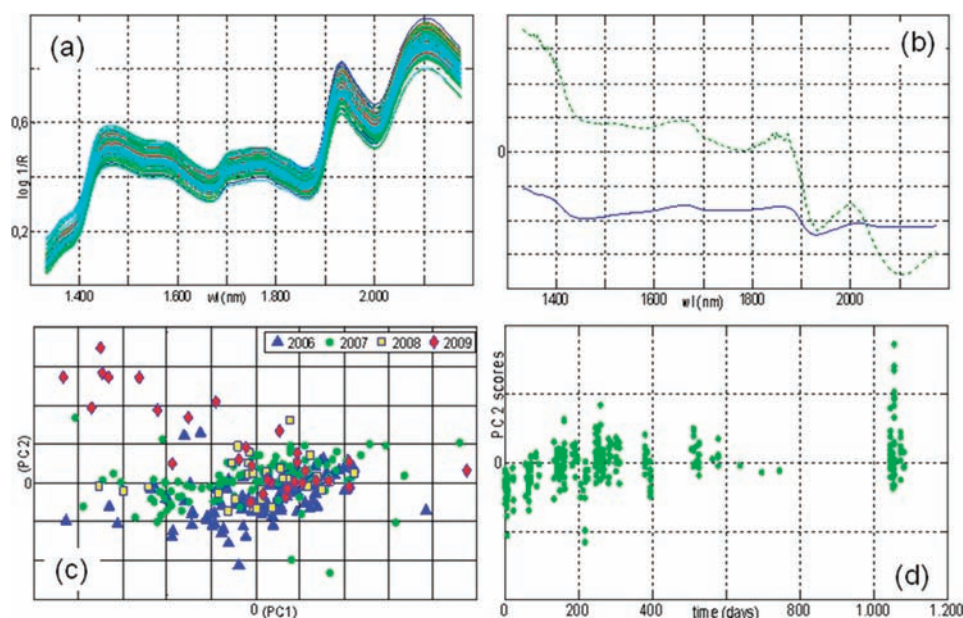 (a)
log 1/R
0,6
0,2
1.400 1.600 1.800 2.000
wl (nm)
(b)
0
1400 1600 1800 2000
wl (nm)
(c)
2006 2007 2008 2009
(PC2)
0
0 (PC1)
(d)
PC 2 scores
0
0 200 400 600 800 1.000 1.200
time (days)